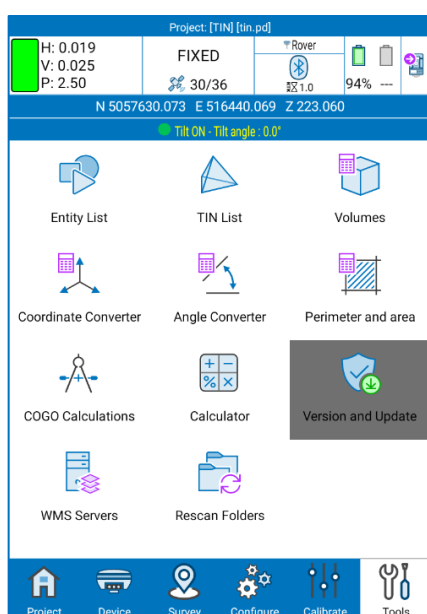 Project: [TIN] [tin.pd]
H: 0.019
V: 0.025
P: 2.50
FIXED
30/36
Rover
1.0
94%
---
N 5057630.073 E 516440.069 Z 223.060
Tilt ON - Tilt angle : 0.0°
Entity List
TIN List
Volumes
Coordinate Converter
Angle Converter
Perimeter and area
COGO Calculations
Calculator
Version and Update
WMS Servers
Rescan Folders
Project
Device
Survey
Configure
Calibrate
Tools